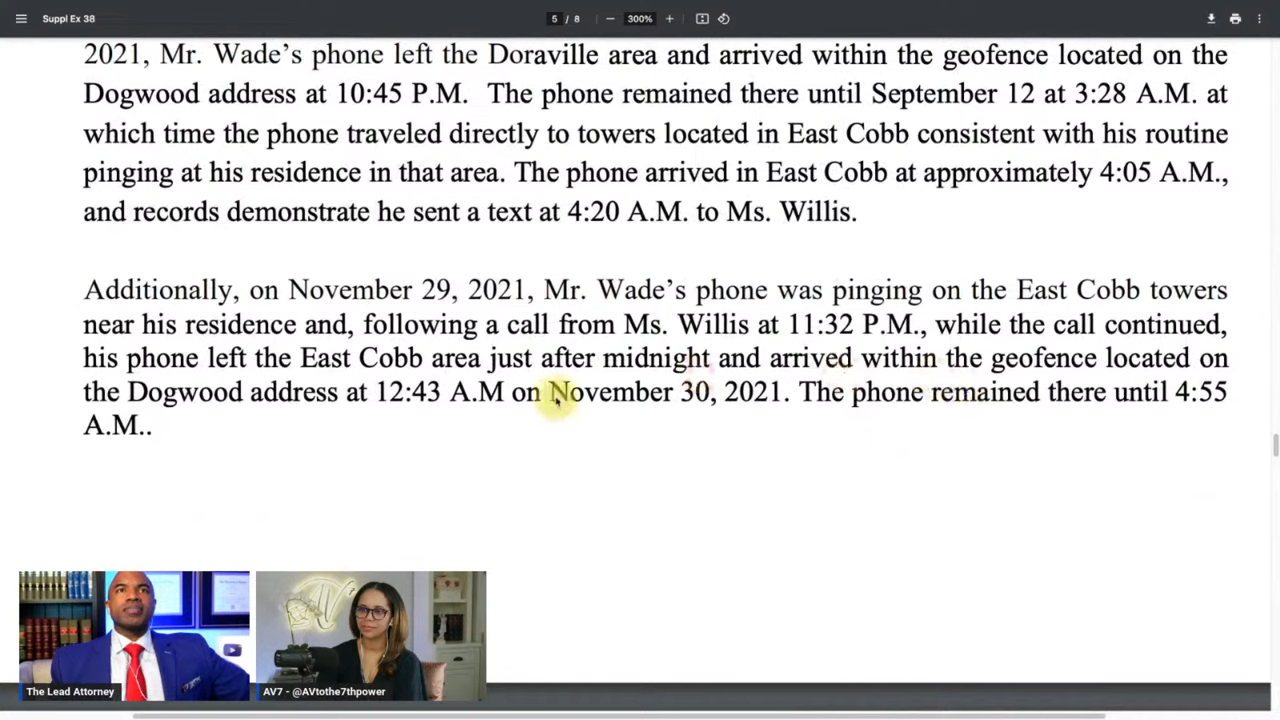 Suppl Ex 38
5 / 8
300%
2021, Mr. Wade’s phone left the Doraville area and arrived within the geofence located on the
Dogwood address at 10:45 P.M. The phone remained there until September 12 at 3:28 A.M. at
which time the phone traveled directly to towers located in East Cobb consistent with his routine
pinging at his residence in that area. The phone arrived in East Cobb at approximately 4:05 A.M.,
and records demonstrate he sent a text at 4:20 A.M. to Ms. Willis.
Additionally, on November 29, 2021, Mr. Wade’s phone was pinging on the East Cobb towers
near his residence and, following a call from Ms. Willis at 11:32 P.M., while the call continued,
his phone left the East Cobb area just after midnight and arrived within the geofence located on
the Dogwood address at 12:43 A.M on November 30, 2021. The phone remained there until 4:55
A.M..
The Lead Attorney
AV7 - @AVtothe7thpower